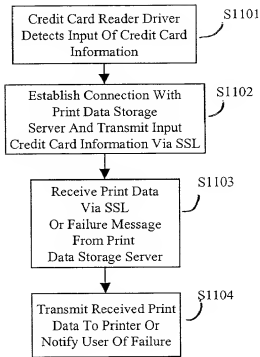 Credit Card Reader Driver
Detects Input Of Credit Card
Information
S1101
Establish Connection With
Print Data Storage
Server And Transmit Input
Credit Card Information Via SSL
S1102
Receive Print Data
Via SSL
Or Failure Message
From Print
Data Storage Server
S1103
Transmit Received Print
Data To Printer Or
Notify User Of Failure
S1104